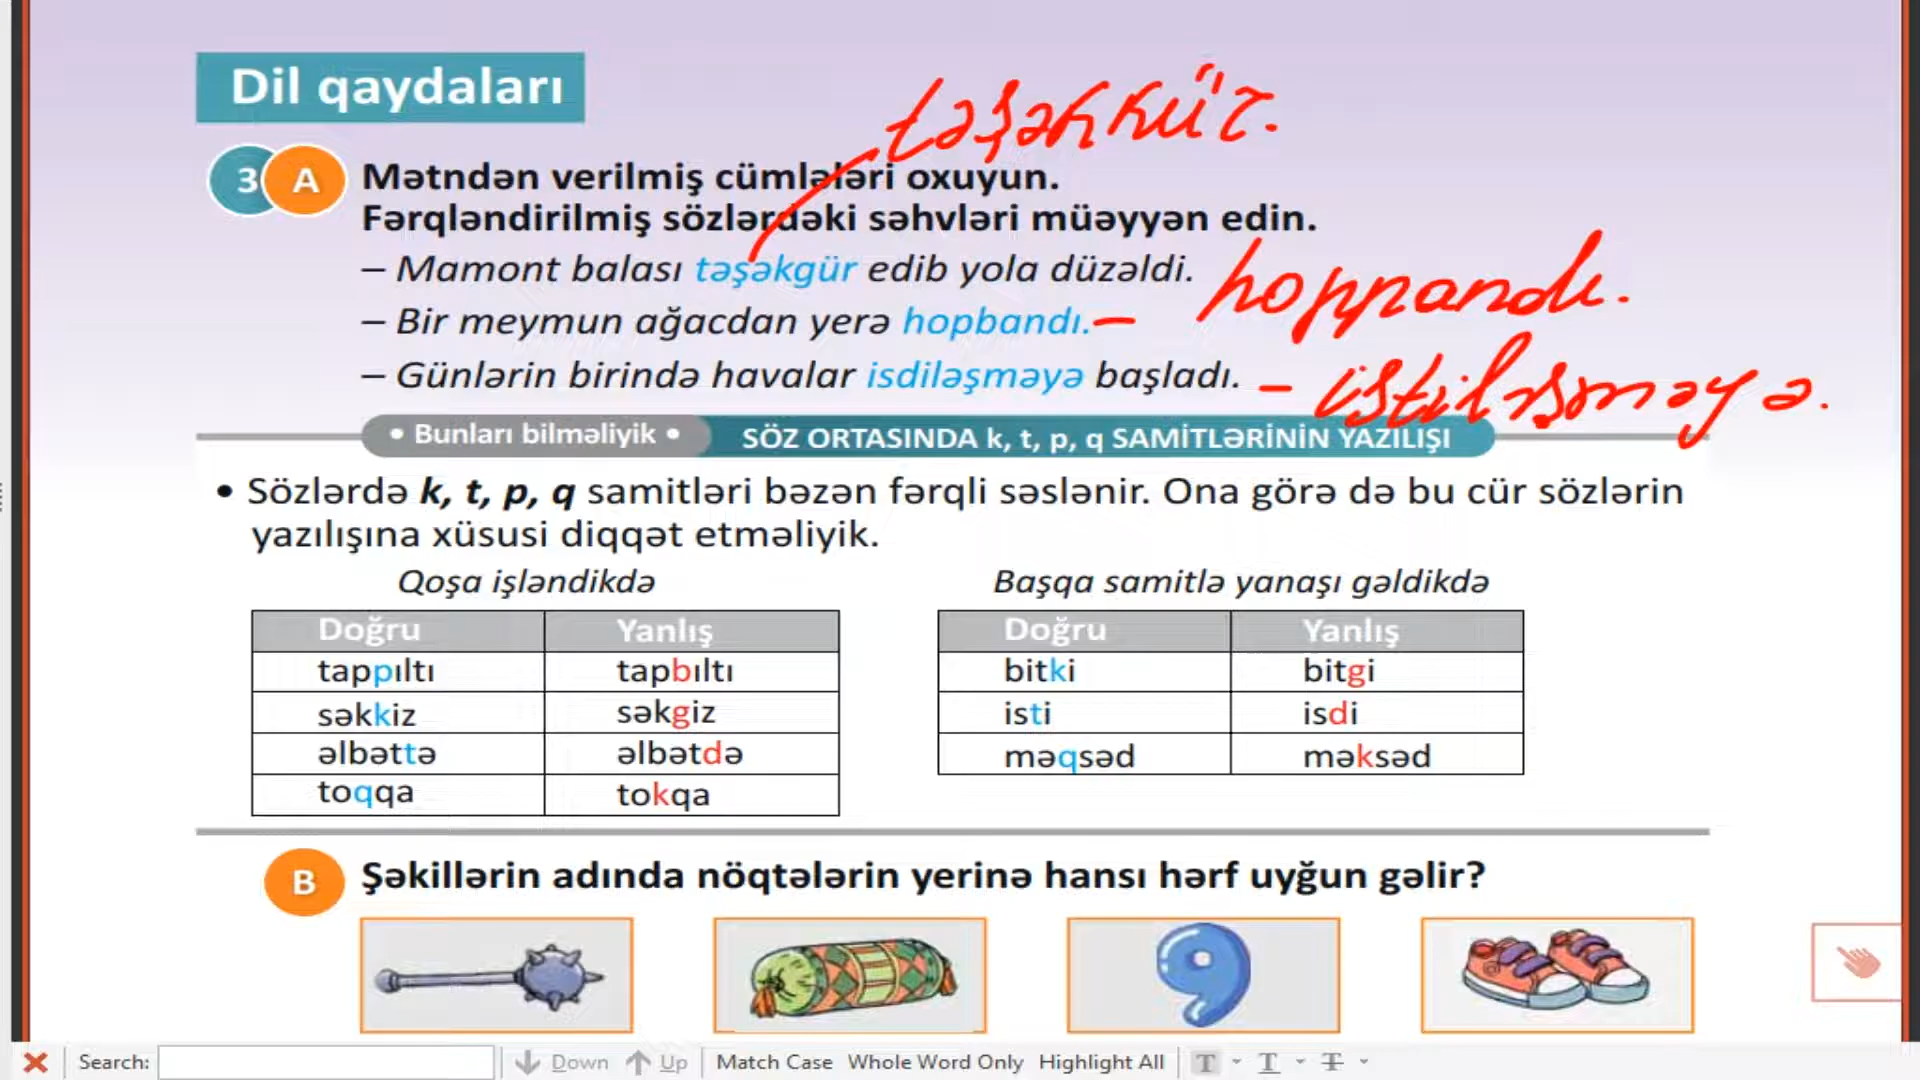 Dil qaydaları
təşəkkür.
3 A Mətndən verilmiş cümlələri oxuyun.
Fərqləndirilmiş sözlərdəki səhvləri müəyyən edin.
– Mamont balası təşəkgür edib yola düzəldi.
– Bir meymun ağacdan yerə hopbandı. – hoppandı.
– Günlərin birində havalar isdiləşməyə başladı. – istiləşməyə.
• Bunları bilməliyik • SÖZ ORTASINDA k, t, p, q SAMİTLƏRİNİN YAZILIŞI
• Sözlərdə k, t, p, q samitləri bəzən fərqli səslənir. Ona görə də bu cür sözlərin
yazılışına xüsusi diqqət etməliyik.
Qoşa işləndikdə Başqa samitlə yanaşı gəldikdə
Doğru Yanlış Doğru Yanlış
tappıltı tapbıltı bitki bitgi
səkkiz səkgiz isti isdi
əlbəttə əlbətdə məqsəd məksəd
toqqa tokqa
B Şəkillərin adında nöqtələrin yerinə hansı hərf uyğun gəlir?
9
Search: Down Up Match Case Whole Word Only Highlight All T T T